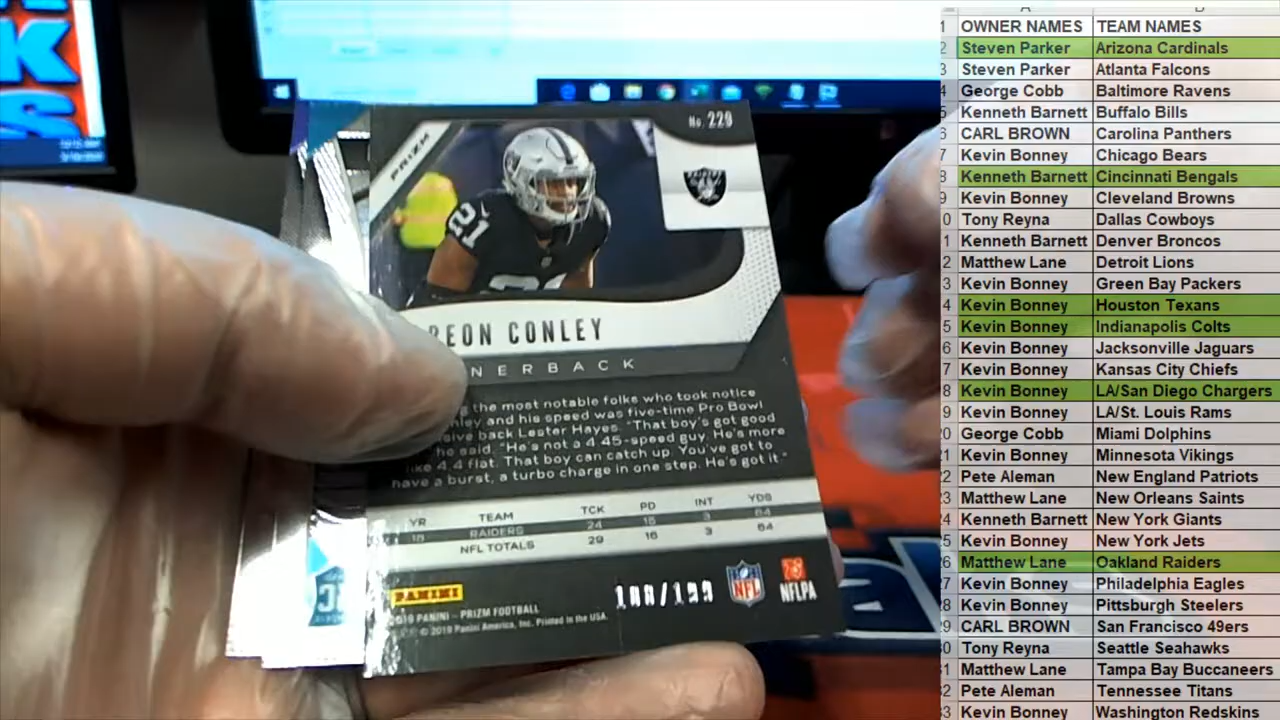 No. 229
PRIZM
21
REON CONLEY
NERBACK
the most notable folks who took notice
and his speed was five-time Pro Bowl
back Lester Hayes. "That boy's got good
he said. "He's not a 4.45-speed guy. He's more
like 4.4 flat. That boy can catch up. You've got to
have a burst, a turbo charge in one step. He's got it."
YR TEAM TCK PD INT YDS
18 RAIDERS 24 15 3 64
NFL TOTALS 29 16 3 64
PANINI
2019 PANINI – PRIZM FOOTBALL
© 2019 Panini America, Inc. Printed in the USA.
NFL
NFLPA
OWNER NAMES TEAM NAMES
Steven Parker Arizona Cardinals
Steven Parker Atlanta Falcons
George Cobb Baltimore Ravens
Kenneth Barnett Buffalo Bills
CARL BROWN Carolina Panthers
Kevin Bonney Chicago Bears
Kenneth Barnett Cincinnati Bengals
Kevin Bonney Cleveland Browns
Tony Reyna Dallas Cowboys
Kenneth Barnett Denver Broncos
Matthew Lane Detroit Lions
Kevin Bonney Green Bay Packers
Kevin Bonney Houston Texans
Kevin Bonney Indianapolis Colts
Kevin Bonney Jacksonville Jaguars
Kevin Bonney Kansas City Chiefs
Kevin Bonney LA/San Diego Chargers
Kevin Bonney LA/St. Louis Rams
George Cobb Miami Dolphins
Kevin Bonney Minnesota Vikings
Pete Aleman New England Patriots
Matthew Lane New Orleans Saints
Kenneth Barnett New York Giants
Kevin Bonney New York Jets
Matthew Lane Oakland Raiders
Kevin Bonney Philadelphia Eagles
Kevin Bonney Pittsburgh Steelers
CARL BROWN San Francisco 49ers
Tony Reyna Seattle Seahawks
Matthew Lane Tampa Bay Buccaneers
Pete Aleman Tennessee Titans
Kevin Bonney Washington Redskins